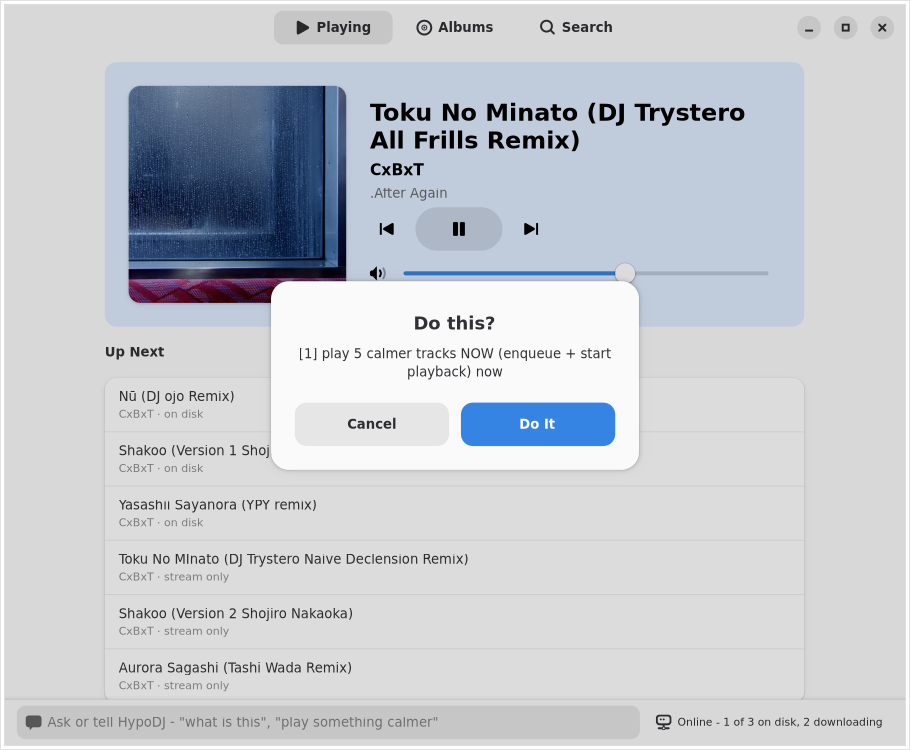 Playing
Albums
Search
Toku No Minato (DJ Trystero
All Frills Remix)
CxBxT
.After Again
Do this?
[1] play 5 calmer tracks NOW (enqueue + start
playback) now
Cancel
Do It
Up Next
Nū (DJ ojo Remix)
CxBxT · on disk
Shakoo (Version 1 Shoj
CxBxT · on disk
Yasashii Sayanora (YPY remix)
CxBxT · on disk
Toku No MInato (DJ Trystero Naive Declension Remix)
CxBxT · stream only
Shakoo (Version 2 Shojiro Nakaoka)
CxBxT · stream only
Aurora Sagashi (Tashi Wada Remix)
CxBxT · stream only
Ask or tell HypoDJ - "what is this", "play something calmer"
Online - 1 of 3 on disk, 2 downloading